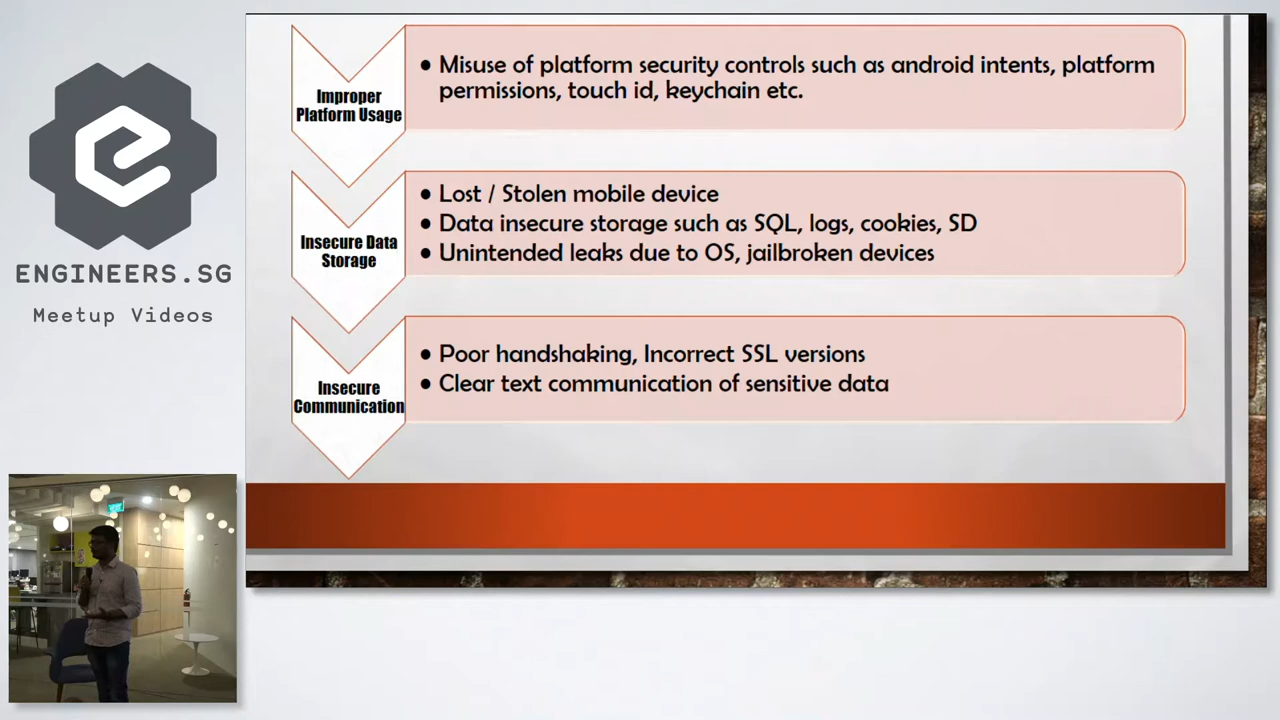 ENGINEERS.SG
Meetup Videos
Improper
Platform Usage
• Misuse of platform security controls such as android intents, platform
permissions, touch id, keychain etc.
Insecure Data
Storage
• Lost / Stolen mobile device
• Data insecure storage such as SQL, logs, cookies, SD
• Unintended leaks due to OS, jailbroken devices
Insecure
Communication
• Poor handshaking, Incorrect SSL versions
• Clear text communication of sensitive data